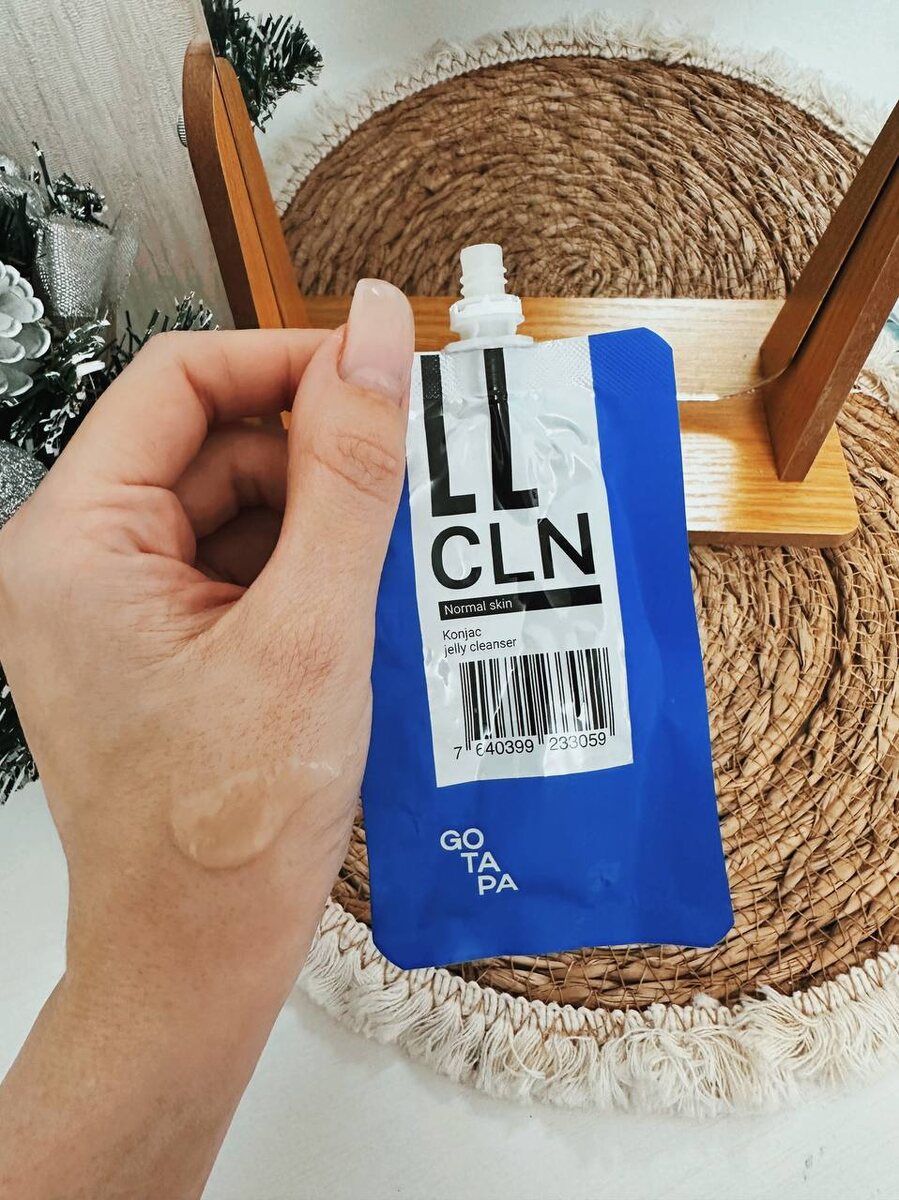 LL
CLN
Normal skin
Konjac
jelly cleanser
7 640399 233059
GO
TA
PA